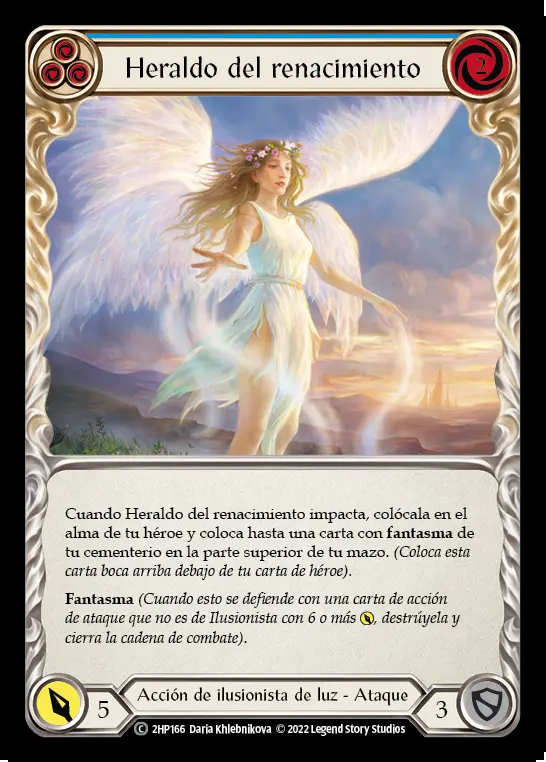 Heraldo del renacimiento
2
Cuando Heraldo del renacimiento impacta, colócala en el
alma de tu héroe y coloca hasta una carta con fantasma de
tu cementerio en la parte superior de tu mazo. (Coloca esta
carta boca arriba debajo de tu carta de héroe).
Fantasma (Cuando esto se defiende con una carta de acción
de ataque que no es de Ilusionista con 6 o más , destrúyela y
cierra la cadena de combate).
5
Acción de ilusionista de luz - Ataque
3
C 2HP166 Daria Khlebnikova © 2022 Legend Story Studios